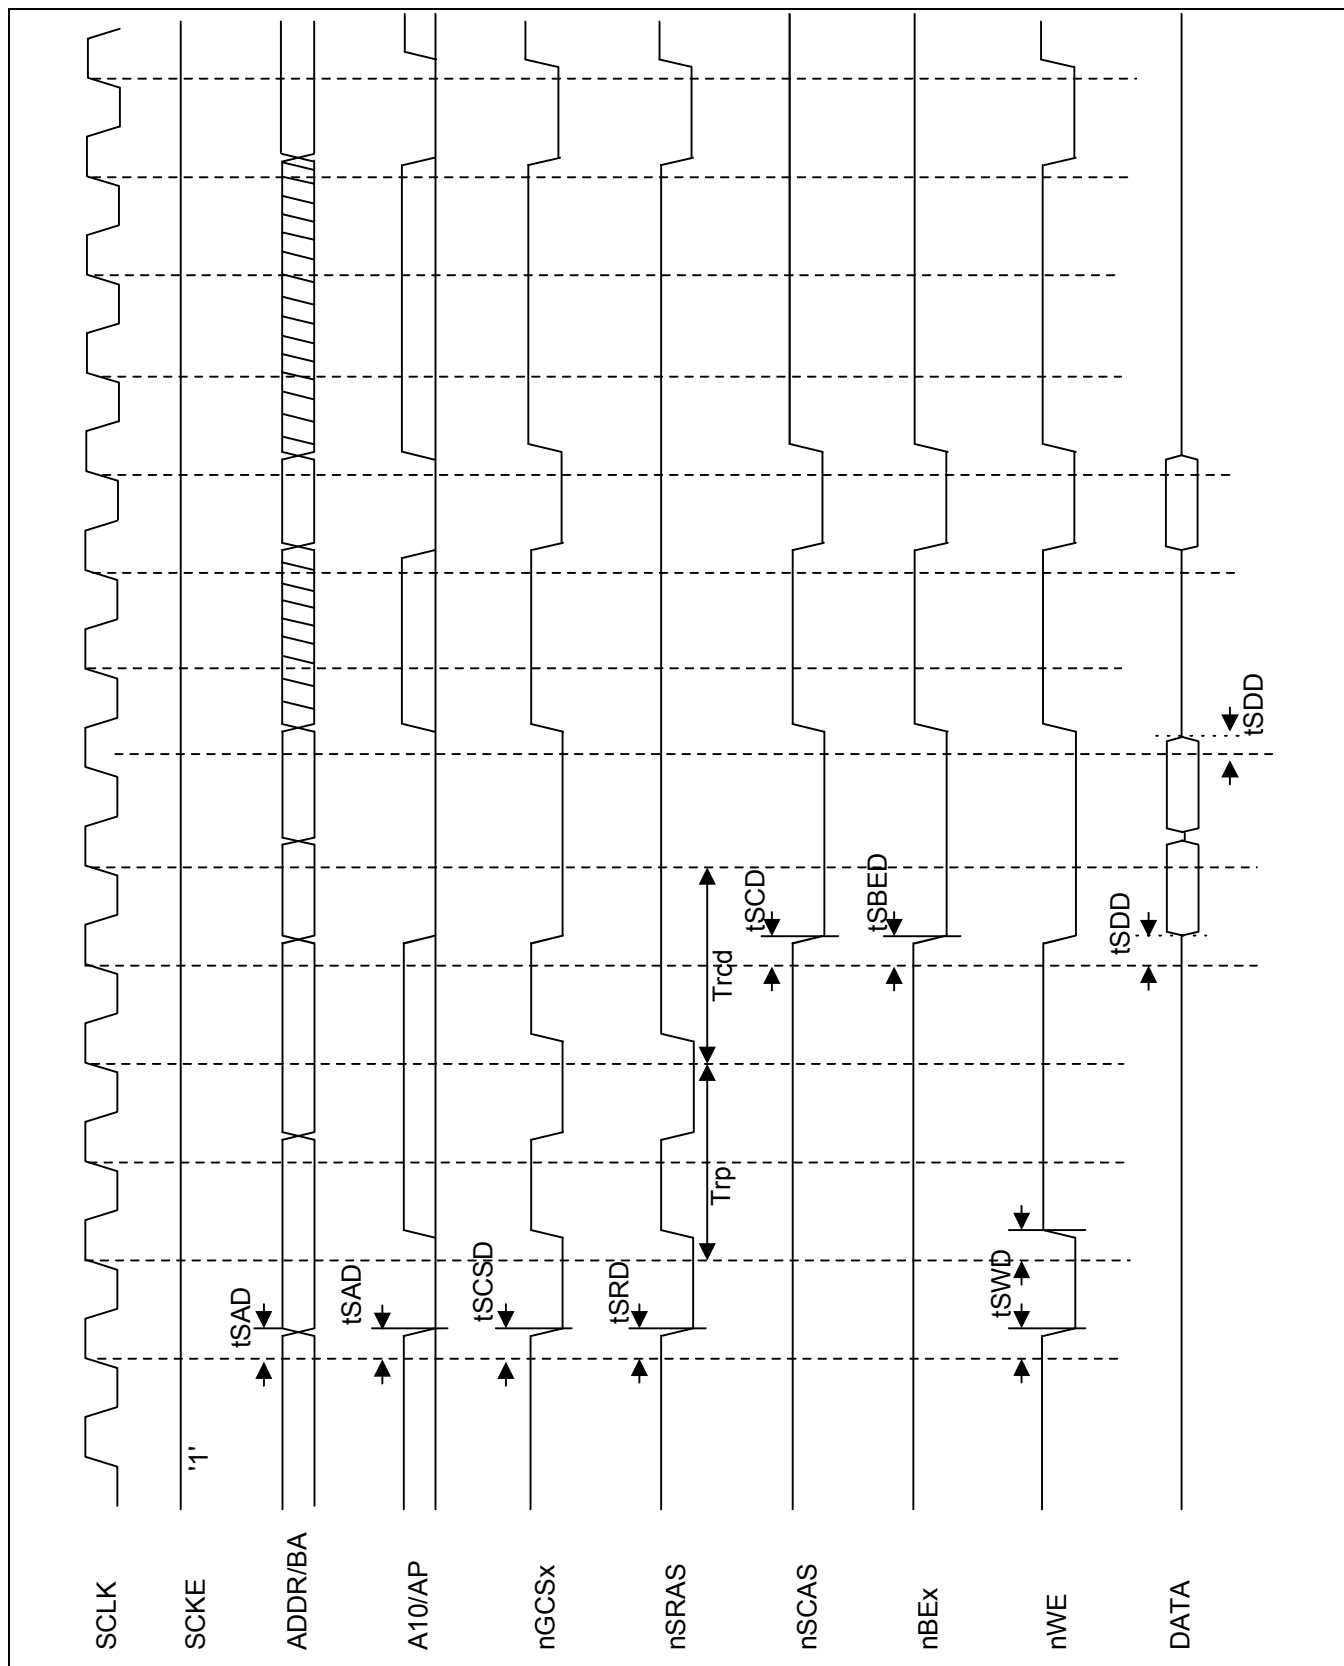 SCLK
SCKE
'1'
ADDR/BA
tSAD
A10/AP
tSAD
nGCSx
tSCSD
nSRAS
tSRD
Trp
Trcd
nSCAS
tSCD
nBEx
tSBED
nWE
tSWD
DATA
tSDD
tSDD